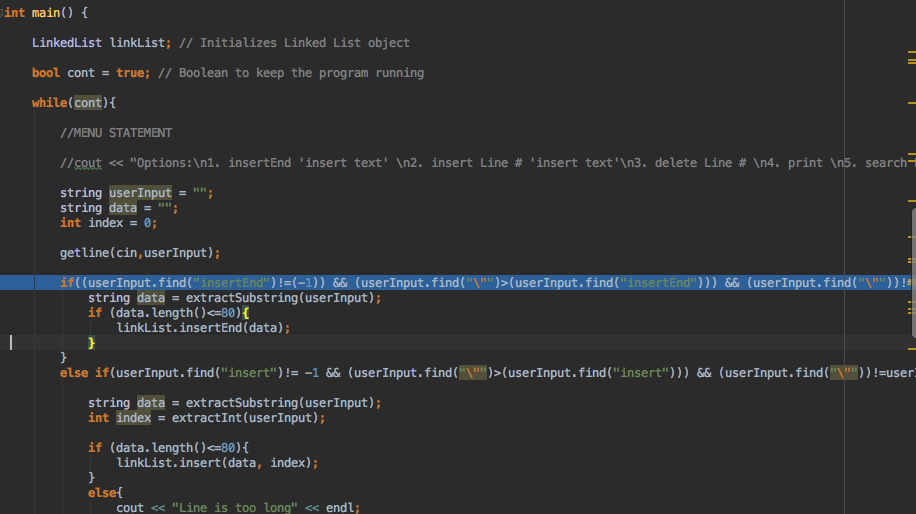 int main() {
LinkedList linkList; // Initializes Linked List object
bool cont = true; // Boolean to keep the program running
while(cont){
//MENU STATEMENT
//cout << "Options:\n1. insertEnd 'insert text' \n2. insert Line # 'insert text'\n3. delete Line # \n4. print \n5. search
string userInput = "";
string data = "";
int index = 0;
getline(cin,userInput);
if((userInput.find("insertEnd")!=(-1)) && (userInput.find("\"")>(userInput.find("insertEnd"))) && (userInput.find("\""))!=
string data = extractSubstring(userInput);
if (data.length()<=80){
linkList.insertEnd(data);
}
}
else if(userInput.find("insert")!= -1 && (userInput.find("\"")>(userInput.find("insert"))) && (userInput.find("\""))!=userI
string data = extractSubstring(userInput);
int index = extractInt(userInput);
if (data.length()<=80){
linkList.insert(data, index);
}
else{
cout << "Line is too long" << endl;